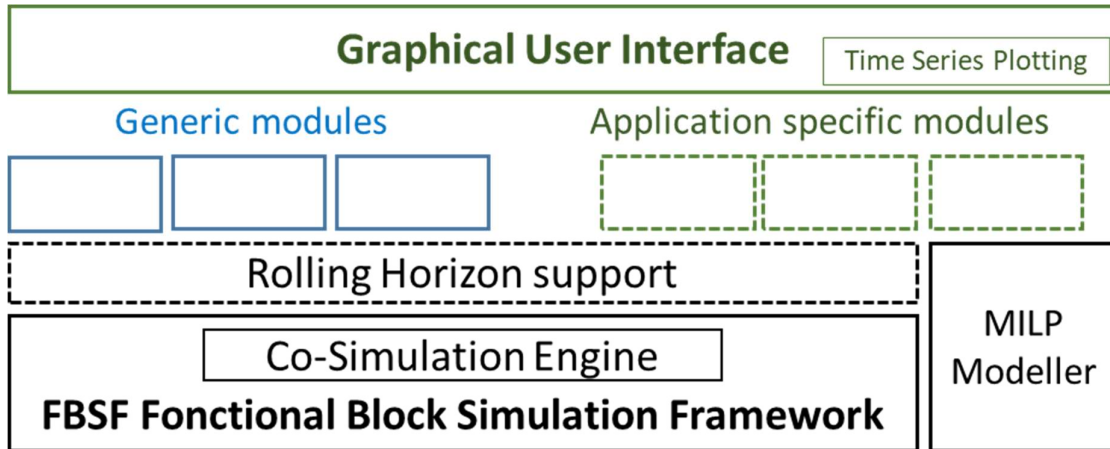 Graphical User Interface
Time Series Plotting
Generic modules
Application specific modules
Rolling Horizon support
MILP
Modeller
Co-Simulation Engine
FBSF Fonctional Block Simulation Framework